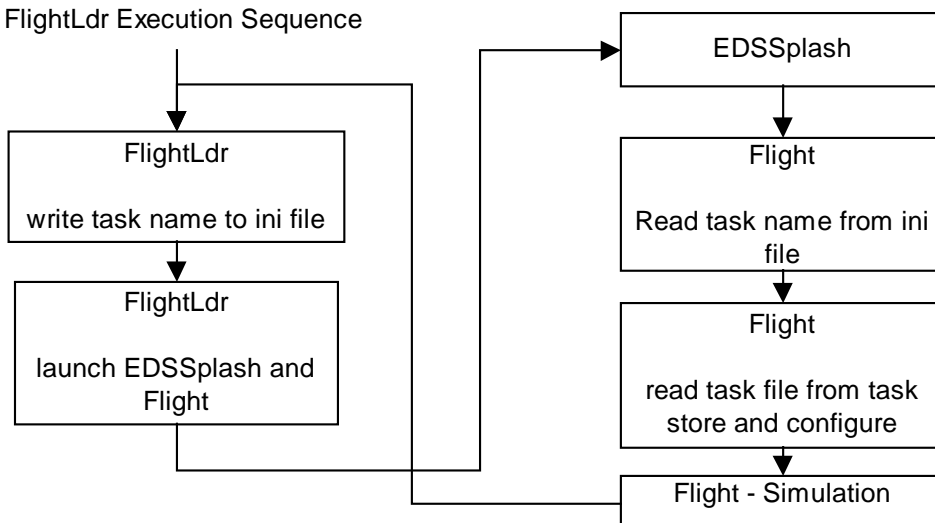 FlightLdr Execution Sequence
FlightLdr
write task name to ini file
FlightLdr
launch EDSSplash and
Flight
EDSSplash
Flight
Read task name from ini
file
Flight
read task file from task
store and configure
Flight - Simulation